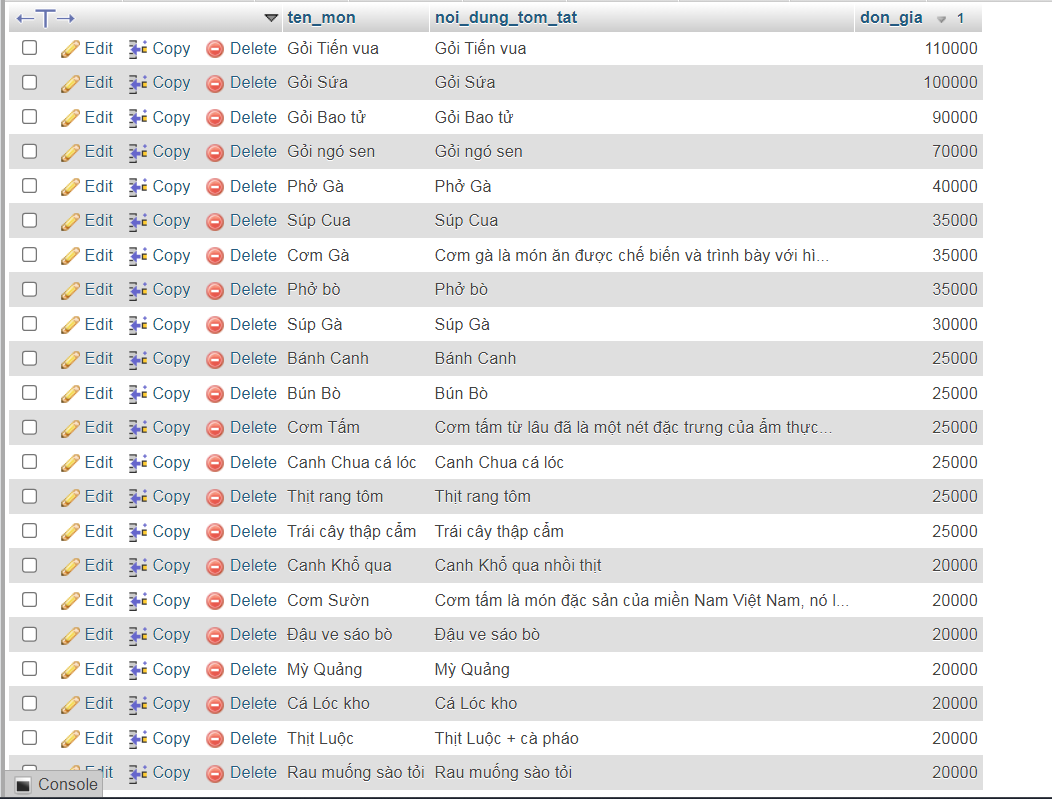 ten_mon noi_dung_tom_tat don_gia 1
Edit Copy Delete Gỏi Tiến vua Gỏi Tiến vua 110000
Edit Copy Delete Gỏi Sứa Gỏi Sứa 100000
Edit Copy Delete Gỏi Bao tử Gỏi Bao tử 90000
Edit Copy Delete Gỏi ngó sen Gỏi ngó sen 70000
Edit Copy Delete Phở Gà Phở Gà 40000
Edit Copy Delete Súp Cua Súp Cua 35000
Edit Copy Delete Cơm Gà Cơm gà là món ăn được chế biến và trình bày với hì... 35000
Edit Copy Delete Phở bò Phở bò 35000
Edit Copy Delete Súp Gà Súp Gà 30000
Edit Copy Delete Bánh Canh Bánh Canh 25000
Edit Copy Delete Bún Bò Bún Bò 25000
Edit Copy Delete Cơm Tấm Cơm tấm từ lâu đã là một nét đặc trưng của ẩm thực... 25000
Edit Copy Delete Canh Chua cá lóc Canh Chua cá lóc 25000
Edit Copy Delete Thịt rang tôm Thịt rang tôm 25000
Edit Copy Delete Trái cây thập cẩm Trái cây thập cẩm 25000
Edit Copy Delete Canh Khổ qua Canh Khổ qua nhồi thịt 20000
Edit Copy Delete Cơm Sườn Cơm tấm là món đặc sản của miền Nam Việt Nam, nó l... 20000
Edit Copy Delete Đậu ve sáo bò Đậu ve sáo bò 20000
Edit Copy Delete Mỳ Quảng Mỳ Quảng 20000
Edit Copy Delete Cá Lóc kho Cá Lóc kho 20000
Edit Copy Delete Thịt Luộc Thịt Luộc + cà pháo 20000
Edit Copy Delete Rau muống sào tỏi Rau muống sào tỏi 20000
Console